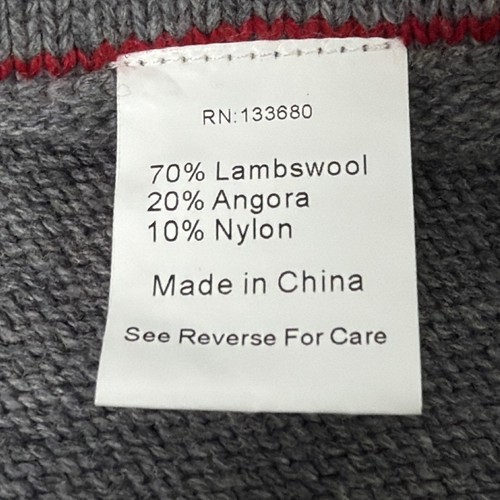 RN:133680
70% Lambswool
20% Angora
10% Nylon
Made in China
See Reverse For Care